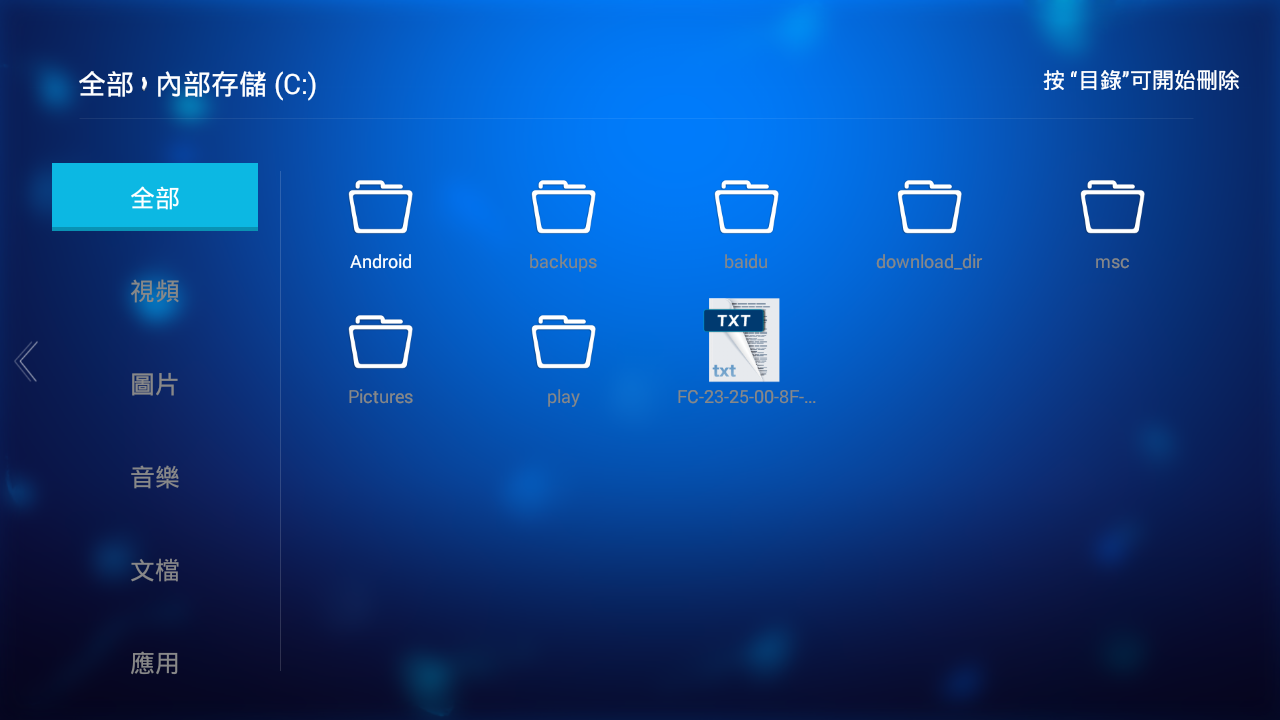 全部，內部存儲 (C:)
按 “目錄”可開始刪除
全部
視頻
圖片
音樂
文檔
應用
Android
backups
baidu
download_dir
msc
Pictures
play
TXT
txt
FC-23-25-00-8F-...